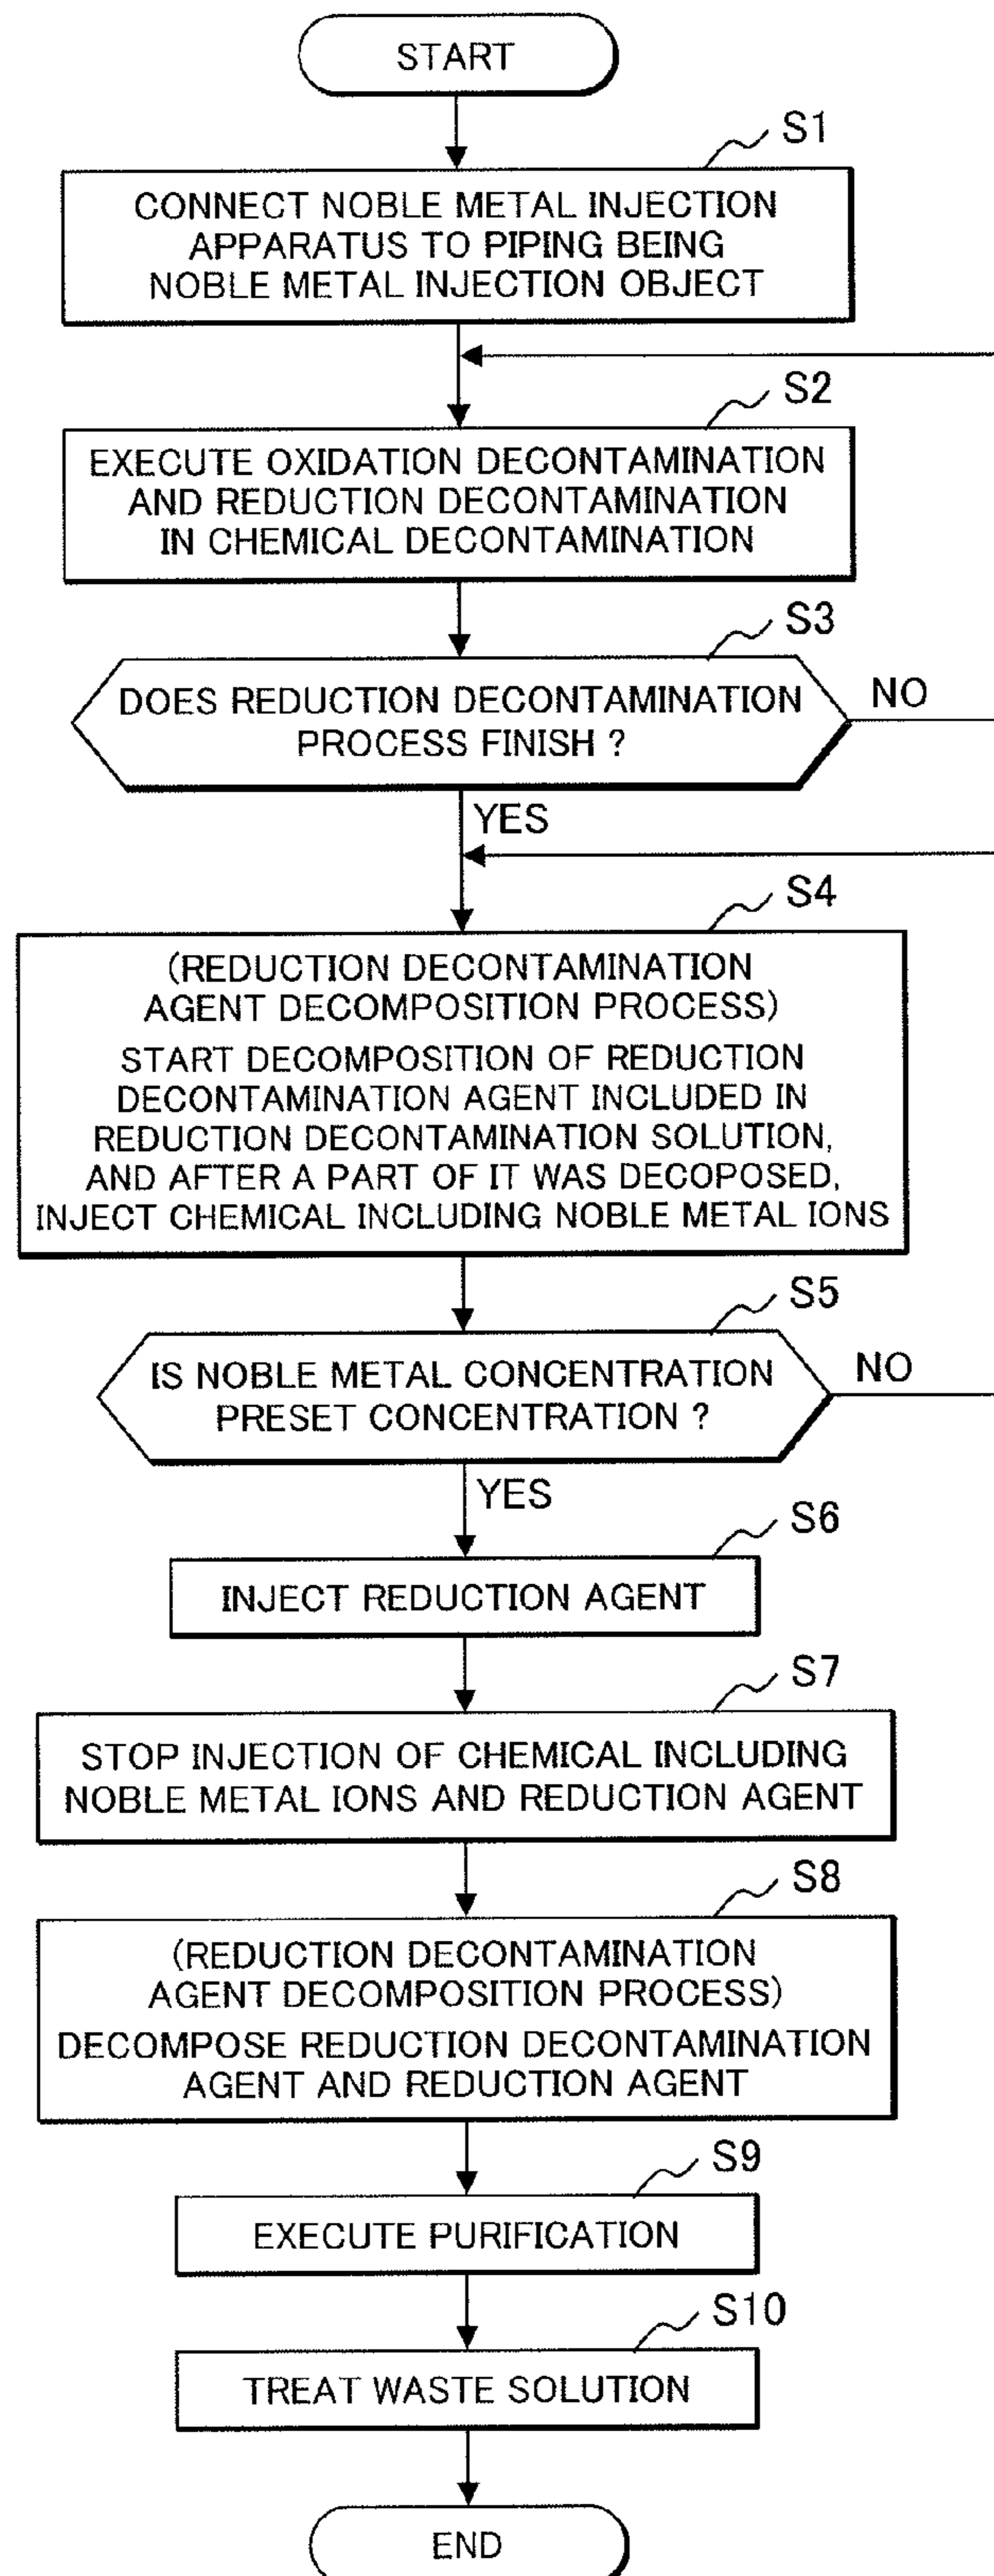 START
S1
CONNECT NOBLE METAL INJECTION
APPARATUS TO PIPING BEING
NOBLE METAL INJECTION OBJECT
S2
EXECUTE OXIDATION DECONTAMINATION
AND REDUCTION DECONTAMINATION
IN CHEMICAL DECONTAMINATION
S3
DOES REDUCTION DECONTAMINATION
PROCESS FINISH ?
NO
YES
S4
(REDUCTION DECONTAMINATION
AGENT DECOMPOSITION PROCESS)
START DECOMPOSITION OF REDUCTION
DECONTAMINATION AGENT INCLUDED IN
REDUCTION DECONTAMINATION SOLUTION,
AND AFTER A PART OF IT WAS DECOPOSED,
INJECT CHEMICAL INCLUDING NOBLE METAL IONS
S5
IS NOBLE METAL CONCENTRATION
PRESET CONCENTRATION ?
NO
YES
S6
INJECT REDUCTION AGENT
S7
STOP INJECTION OF CHEMICAL INCLUDING
NOBLE METAL IONS AND REDUCTION AGENT
S8
(REDUCTION DECONTAMINATION
AGENT DECOMPOSITION PROCESS)
DECOMPOSE REDUCTION DECONTAMINATION
AGENT AND REDUCTION AGENT
S9
EXECUTE PURIFICATION
S10
TREAT WASTE SOLUTION
END